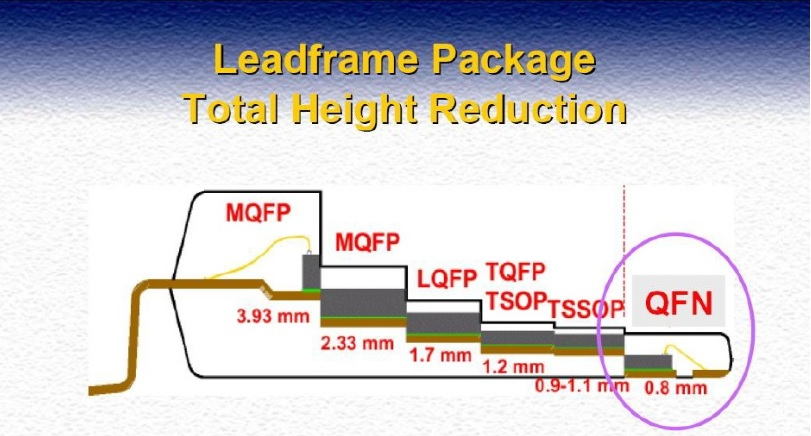 Leadframe Package
Total Height Reduction
MQFP
MQFP
LQFP
TQFP
TSOP
TSSOP
QFN
3.93 mm
2.33 mm
1.7 mm
1.2 mm
0.9-1.1 mm
0.8 mm